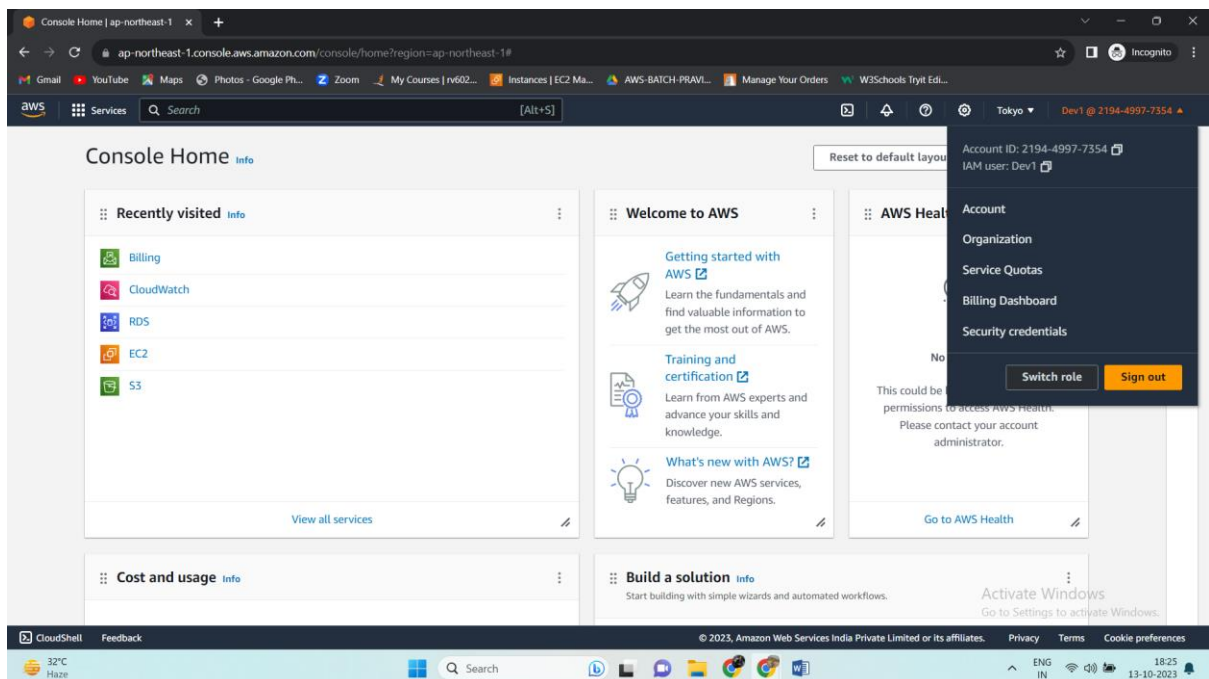 Console Home | ap-northeast-1
ap-northeast-1.console.aws.amazon.com/console/home?region=ap-northeast-1#
Incognito
Gmail YouTube Maps Photos - Google Ph... Zoom My Courses | rv602... Instances | EC2 Ma... AWS-BATCH-PRAVI... Manage Your Orders W3Schools Tryit Edi...
aws Services Search [Alt+S] Tokyo Dev1 @ 2194-4997-7354
Account ID: 2194-4997-7354
IAM user: Dev1
Account
Organization
Service Quotas
Billing Dashboard
Security credentials
Switch role Sign out
Console Home Info
Reset to default layou
Recently visited Info
Billing
CloudWatch
RDS
EC2
S3
View all services
Welcome to AWS
Getting started with
AWS
Learn the fundamentals and
find valuable information to
get the most out of AWS.
Training and
certification
Learn from AWS experts and
advance your skills and
knowledge.
What's new with AWS?
Discover new AWS services,
features, and Regions.
AWS Heal
No
This could be
permissions to access AWS Health.
Please contact your account
administrator.
Go to AWS Health
Cost and usage Info
Build a solution Info
Start building with simple wizards and automated workflows.
Activate Windows
Go to Settings to activate Windows.
CloudShell Feedback © 2023, Amazon Web Services India Private Limited or its affiliates. Privacy Terms Cookie preferences
32°C
Haze
Search
ENG
IN
18:25
13-10-2023